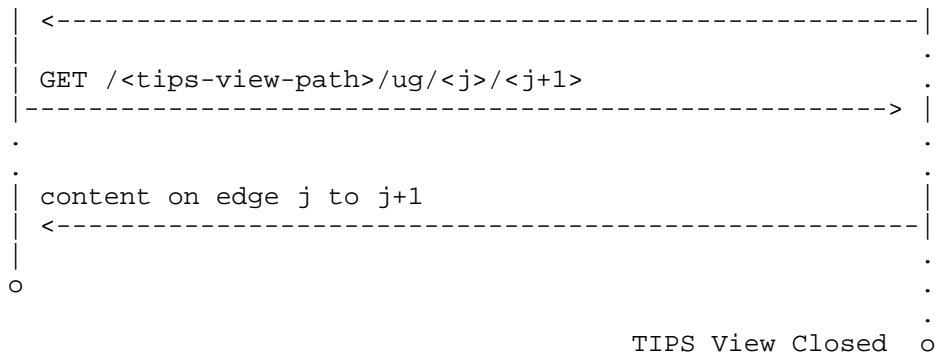 | <------------------------------------------------------|
|                                                        .
| GET /<tips-view-path>/ug/<j>/<j+1>                     .
|------------------------------------------------------> |
.                                                        .
.                                                        .
| content on edge j to j+1                               |
| <------------------------------------------------------|
|                                                        .
o                                                        .
                                                         .
                                       TIPS View Closed  o